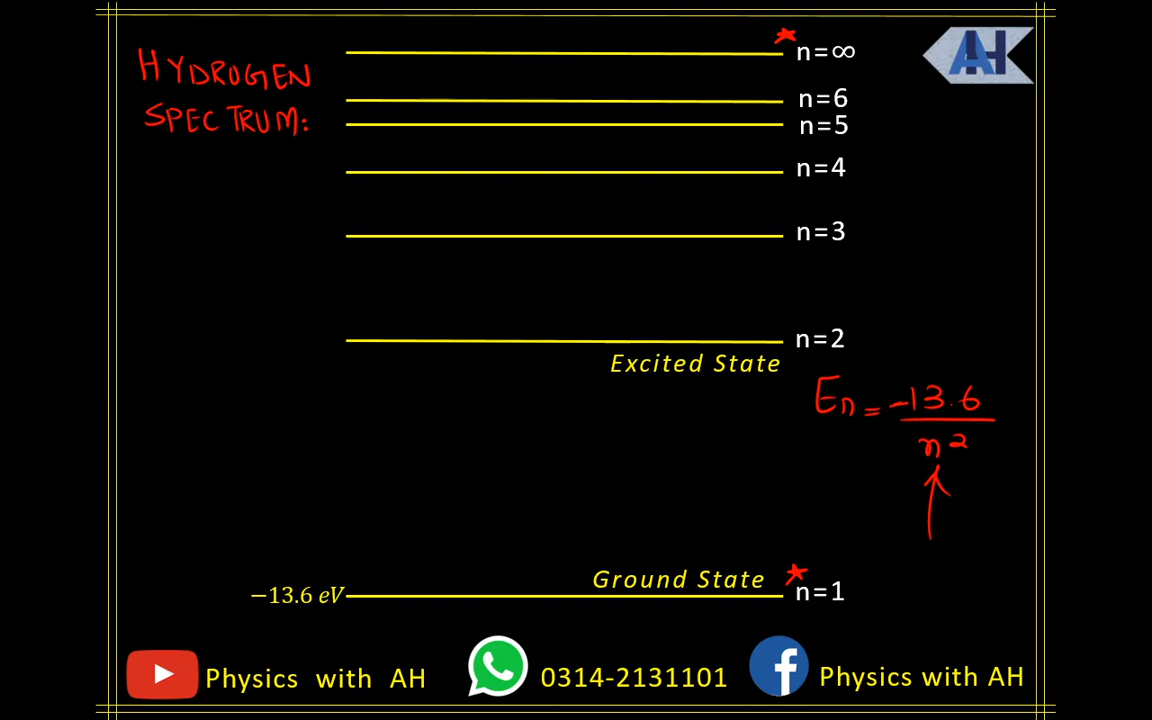 HYDROGEN
SPECTRUM:
n=∞
n=6
n=5
n=4
n=3
n=2
Excited State
En = -13.6
n²
Ground State
−13.6 eV
n=1
AH
Physics with AH
0314-2131101
Physics with AH